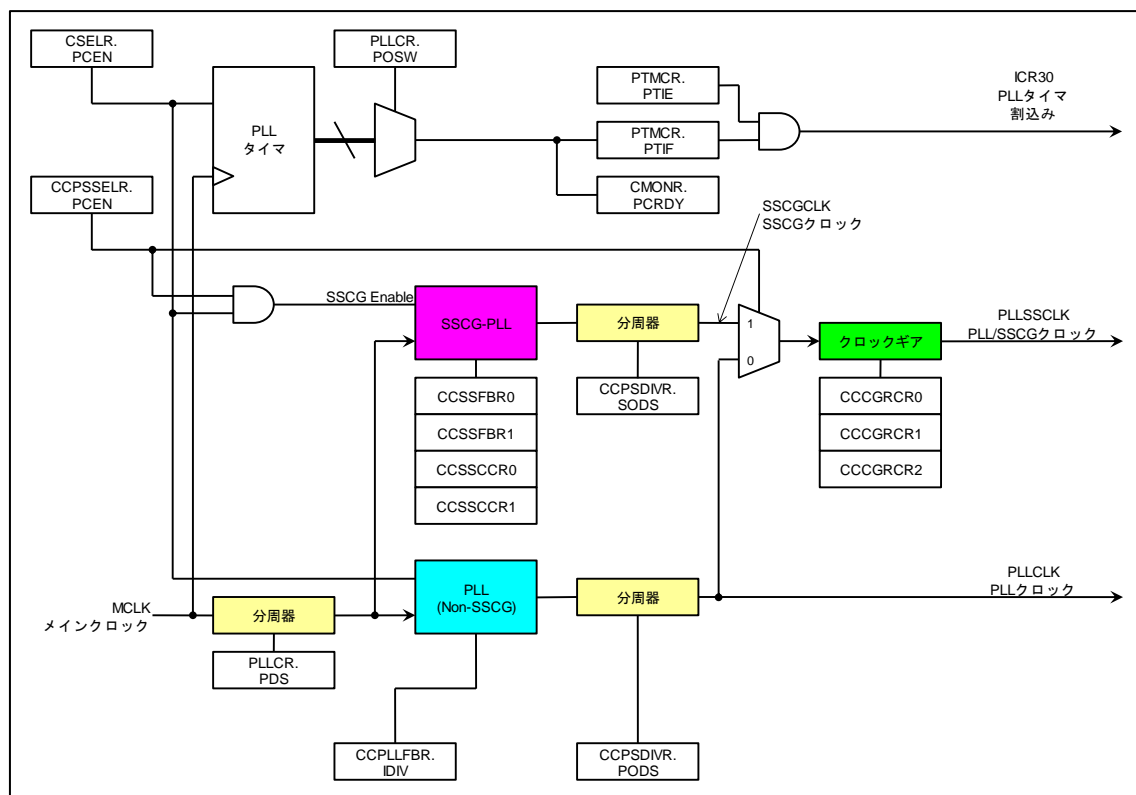 CSELR.
PCEN
PLLCR.
POSW
PLL
タイマ
PTMCR.
PTIE
PTMCR.
PTIF
CMONR.
PCRDY
ICR30
PLLタイマ
割込み
CCPSSELR.
PCEN
SSCGCLK
SSCGクロック
SSCG Enable
SSCG-PLL
分周器
1
0
クロックギア
PLLSSCLK
PLL/SSCGクロック
CCSSFBR0
CCSSFBR1
CCSSCCR0
CCSSCCR1
CCPSDIVR.
SODS
CCCGRCR0
CCCGRCR1
CCCGRCR2
MCLK
メインクロック
分周器
PLLCR.
PDS
PLL
(Non-SSCG)
分周器
PLLCLK
PLLクロック
CCPLLFBR.
IDIV
CCPSDIVR.
PODS